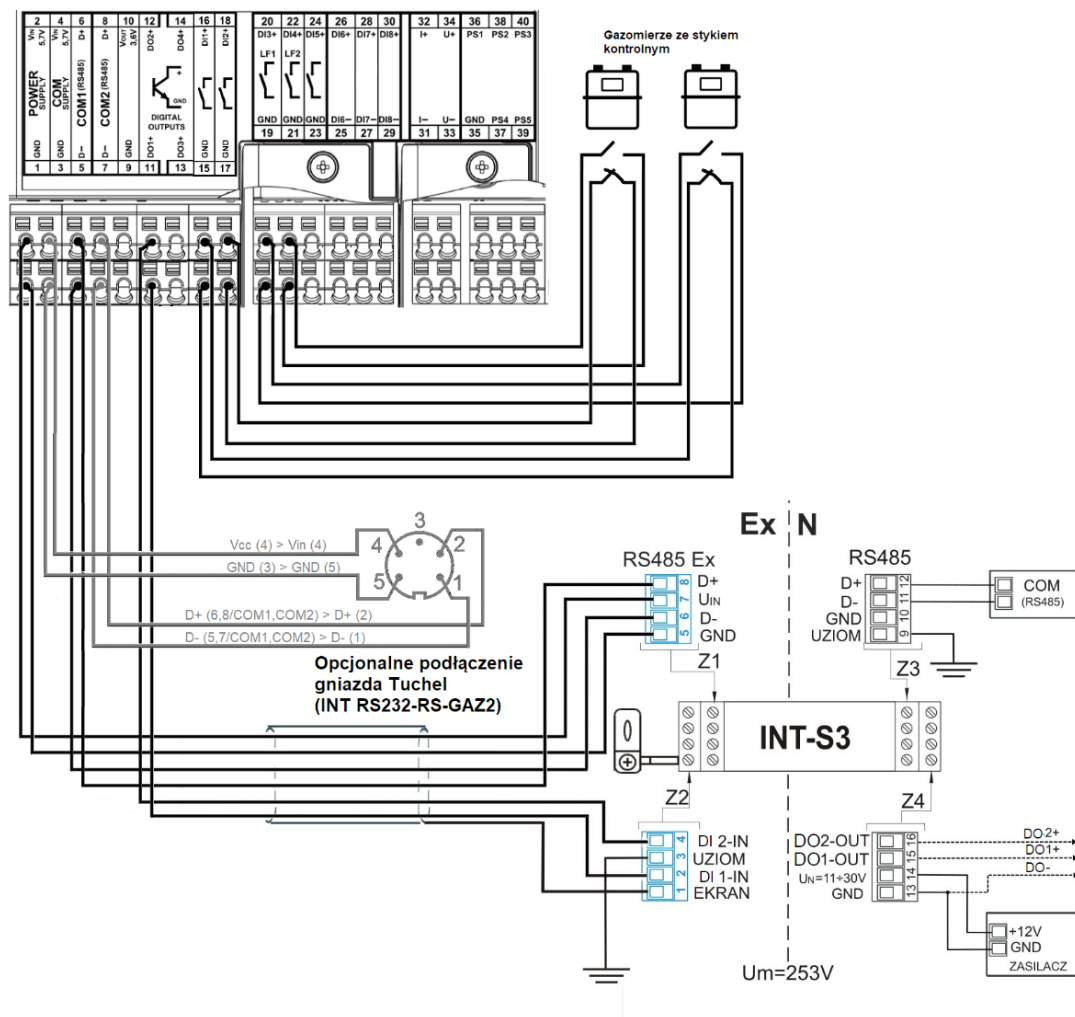 2 4 6 8 10 12 14 16 18
VIN 5,7V VIN 5,7V D+ D+ VOUT 3,6V DO2+ DO4+ DI1+ DI2+
POWER SUPPLY
COM SUPPLY
COM1 (RS485)
COM2 (RS485)
+
GND
DIGITAL
OUTPUTS
GND GND D− D− GND DO1+ DO3+ GND GND
1 3 5 7 9 11 13 15 17
20 22 24 26 28 30 32 34 36 38 40
DI3+ DI4+ DI5+ DI6+ DI7+ DI8+ I+ U+ PS1 PS2 PS3
LF1 LF2
GND GND GND DI6− DI7− DI8− I− U− GND PS4 PS5
19 21 23 25 27 29 31 33 35 37 39
Gazomierze ze stykiem
kontrolnym
Vcc (4) > Vin (4)
GND (3) > GND (5)
D+ (6,8/COM1,COM2) > D+ (2)
D- (5,7/COM1,COM2) > D- (1)
3
4 2
5 1
Opcjonalne podłączenie
gniazda Tuchel
(INT RS232-RS-GAZ2)
Ex N
RS485 Ex
8 D+
7 UIN
6 D-
5 GND
Z1
RS485
D+ 12
D- 11
GND 10
UZIOM 9
Z3
COM
(RS485)
INT-S3
Z2
4 DI 2-IN
3 UZIOM
2 DI 1-IN
1 EKRAN
Z4
DO2-OUT 16
DO1-OUT 15
UN=11÷30V 14
GND 13
DO2+
DO1+
DO-
+12V
GND
ZASILACZ
Um=253V